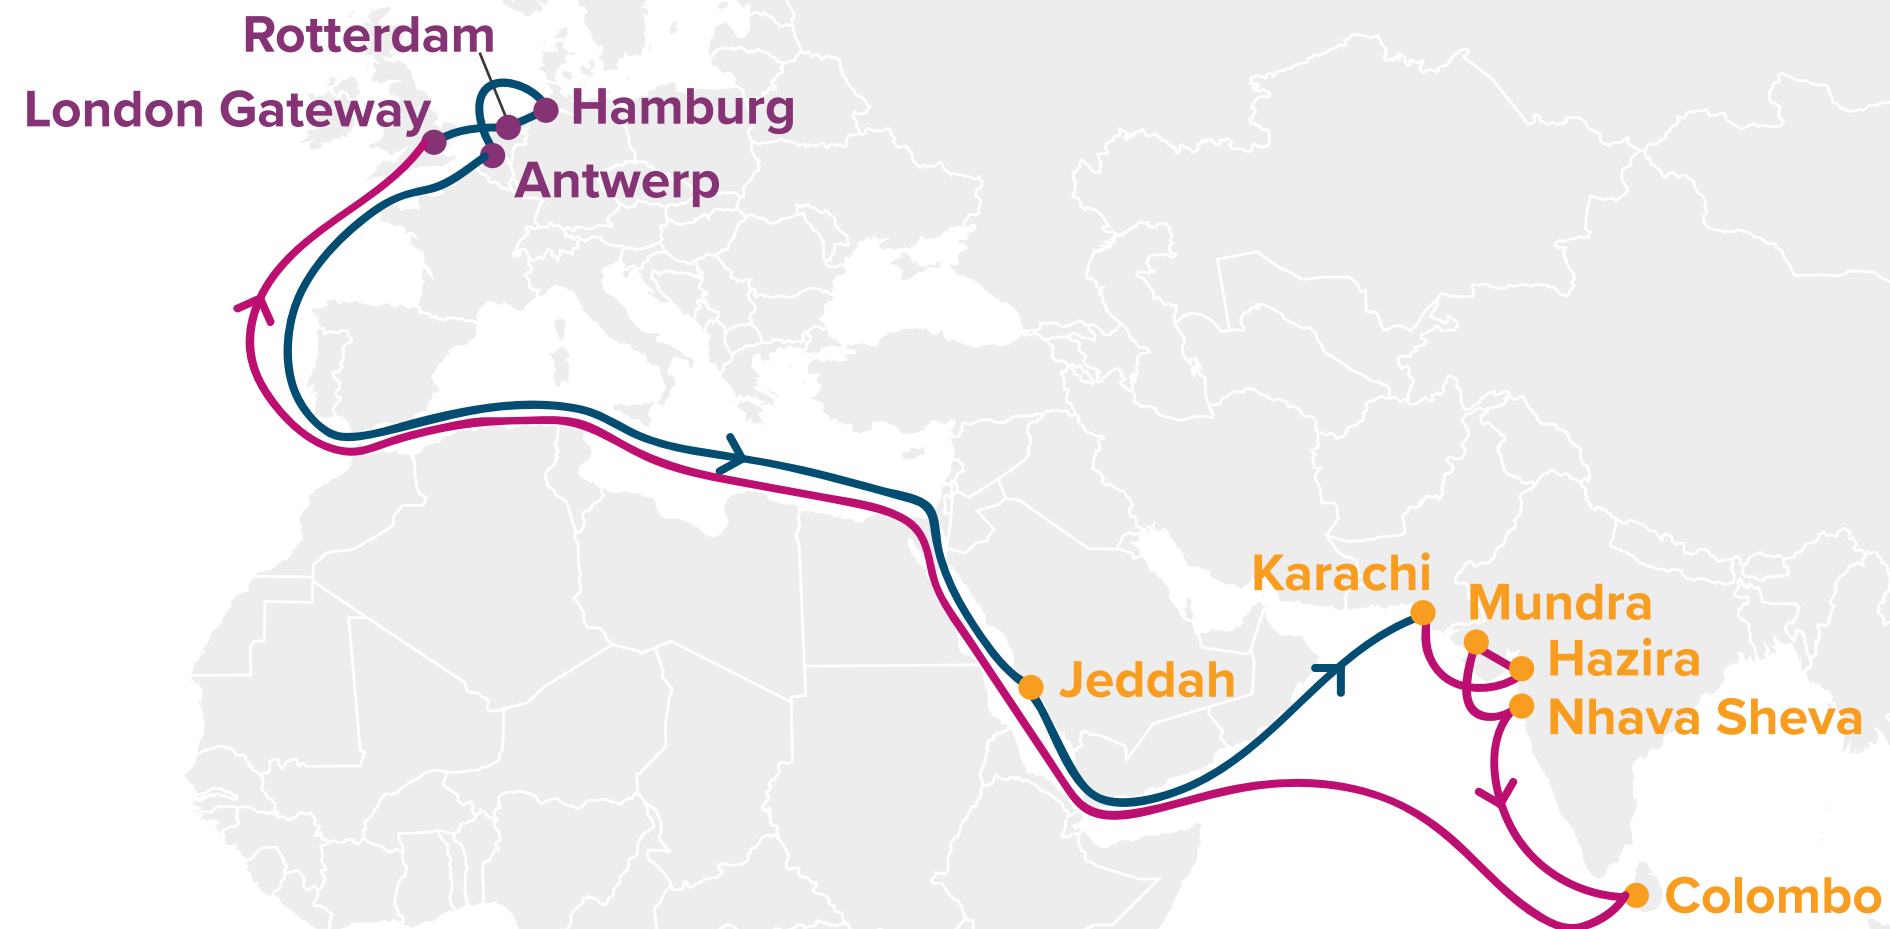 Rotterdam
London Gateway
Hamburg
Antwerp
Karachi
Mundra
Hazira
Jeddah
Nhava Sheva
Colombo